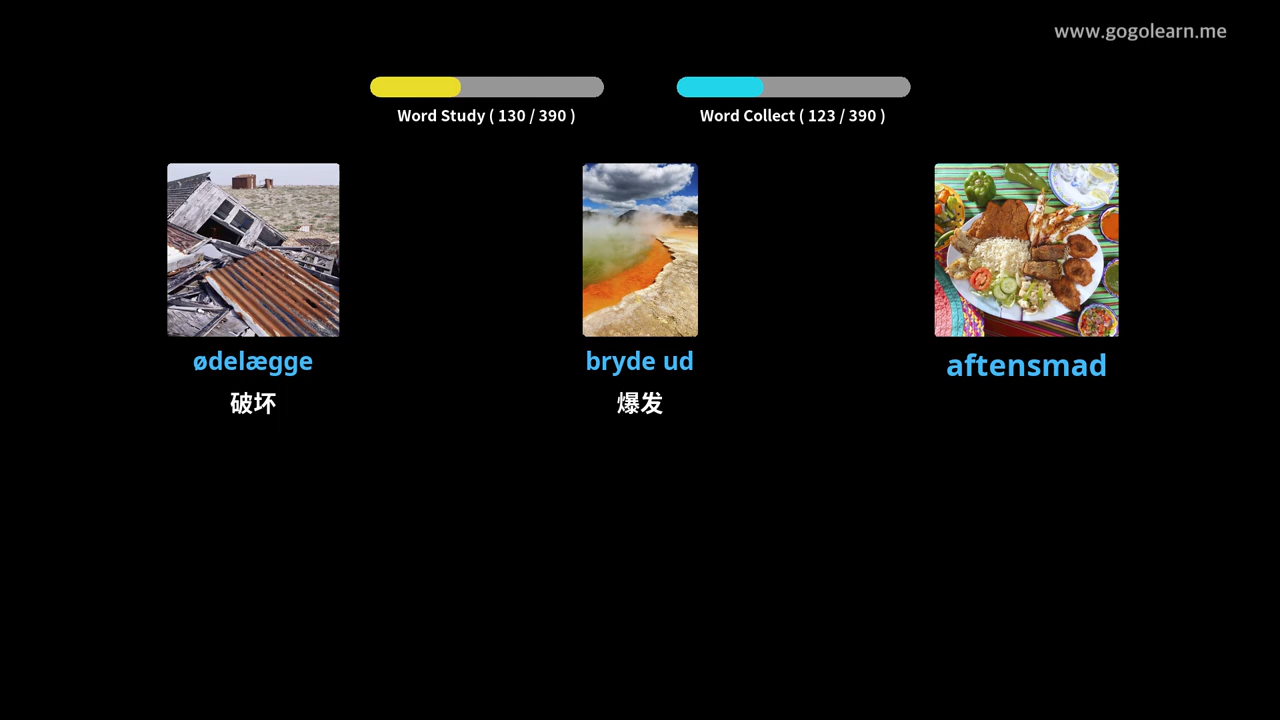 www.gogolearn.me
Word Study ( 130 / 390 )
Word Collect ( 123 / 390 )
ødelægge
破坏
bryde ud
爆发
aftensmad